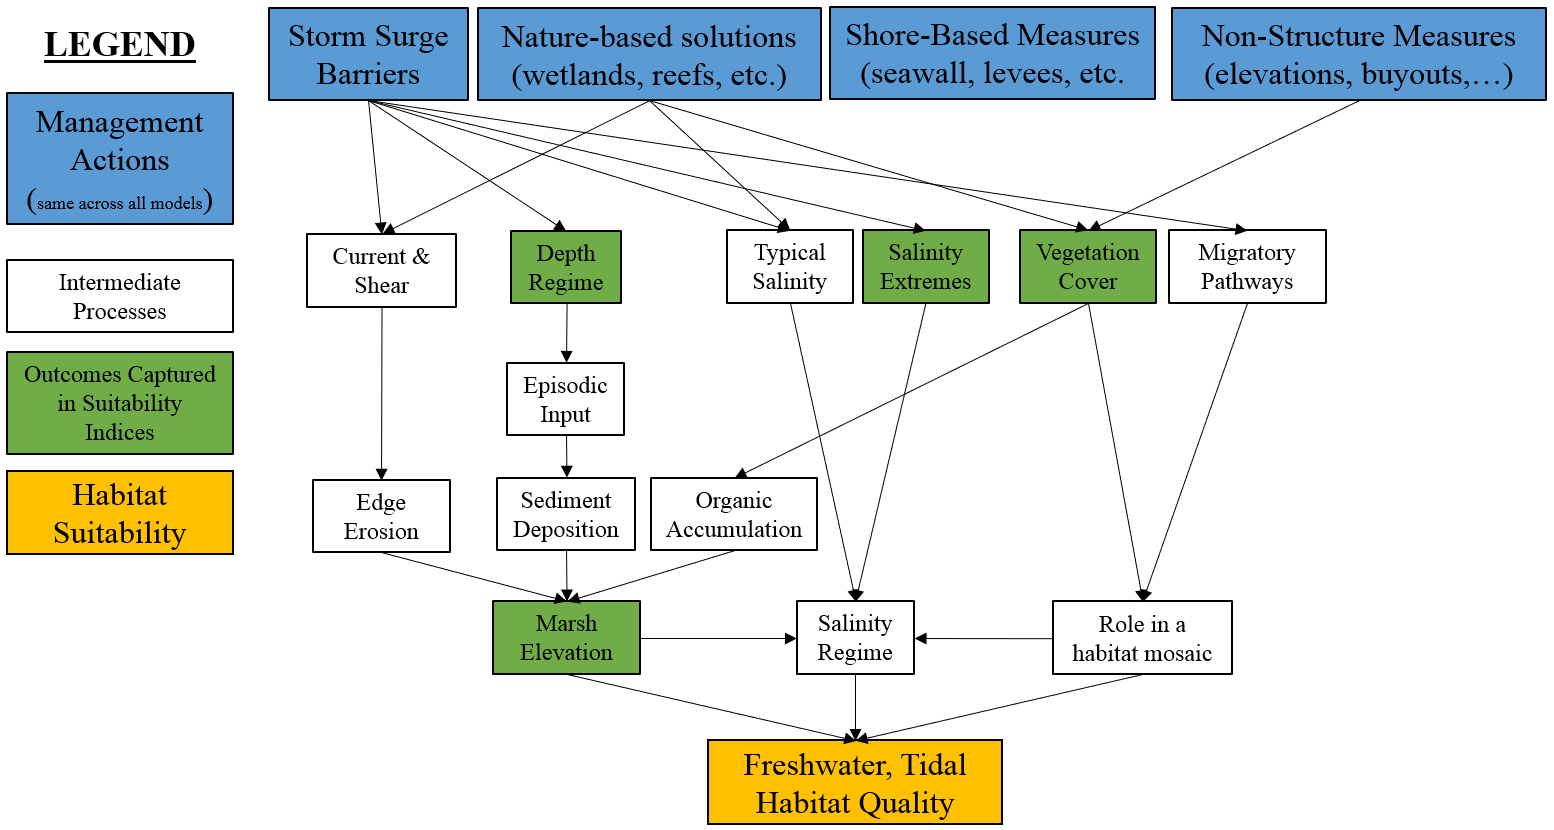 LEGEND
Management
Actions
(same across all models)
Intermediate
Processes
Outcomes Captured
in Suitability
Indices
Habitat
Suitability
Storm Surge
Barriers
Nature-based solutions
(wetlands, reefs, etc.)
Shore-Based Measures
(seawall, levees, etc.
Non-Structure Measures
(elevations, buyouts,…)
Current &
Shear
Depth
Regime
Typical
Salinity
Salinity
Extremes
Vegetation
Cover
Migratory
Pathways
Episodic
Input
Edge
Erosion
Sediment
Deposition
Organic
Accumulation
Marsh
Elevation
Salinity
Regime
Role in a
habitat mosaic
Freshwater, Tidal
Habitat Quality